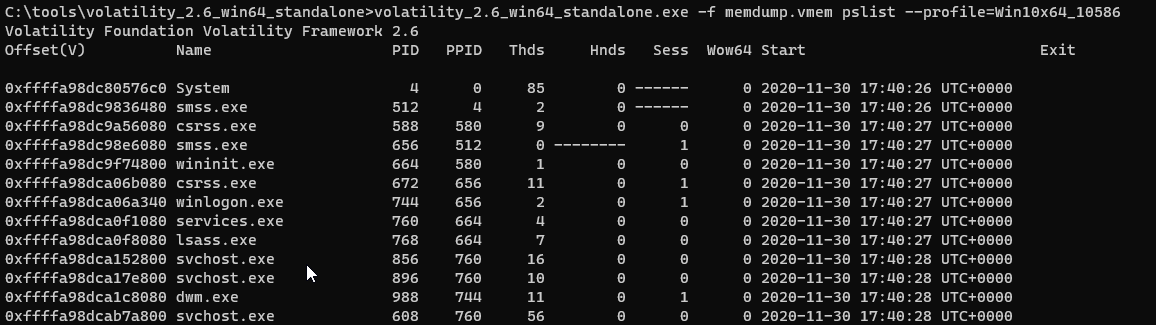 C:\tools\volatility_2.6_win64_standalone>volatility_2.6_win64_standalone.exe -f memdump.vmem pslist --profile=Win10x64_10586
Volatility Foundation Volatility Framework 2.6
Offset(V)          Name                    PID   PPID   Thds     Hnds   Sess  Wow64 Start                          Exit
0xffffa98dc80576c0 System                    4      0     85        0 ------      0 2020-11-30 17:40:26 UTC+0000
0xffffa98dc9836480 smss.exe                512      4      2        0 ------      0 2020-11-30 17:40:26 UTC+0000
0xffffa98dc9a56080 csrss.exe               588    580      9        0      0      0 2020-11-30 17:40:27 UTC+0000
0xffffa98dc98e6080 smss.exe                656    512      0 --------      1      0 2020-11-30 17:40:27 UTC+0000
0xffffa98dc9f74800 wininit.exe             664    580      1        0      0      0 2020-11-30 17:40:27 UTC+0000
0xffffa98dca06b080 csrss.exe               672    656     11        0      1      0 2020-11-30 17:40:27 UTC+0000
0xffffa98dca06a340 winlogon.exe            744    656      2        0      1      0 2020-11-30 17:40:27 UTC+0000
0xffffa98dca0f1080 services.exe            760    664      4        0      0      0 2020-11-30 17:40:27 UTC+0000
0xffffa98dca0f8080 lsass.exe               768    664      7        0      0      0 2020-11-30 17:40:27 UTC+0000
0xffffa98dca152800 svchost.exe             856    760     16        0      0      0 2020-11-30 17:40:28 UTC+0000
0xffffa98dca17e800 svchost.exe             896    760     10        0      0      0 2020-11-30 17:40:28 UTC+0000
0xffffa98dca1c8080 dwm.exe                 988    744     11        0      1      0 2020-11-30 17:40:28 UTC+0000
0xffffa98dcab7a800 svchost.exe             608    760     56        0      0      0 2020-11-30 17:40:28 UTC+0000